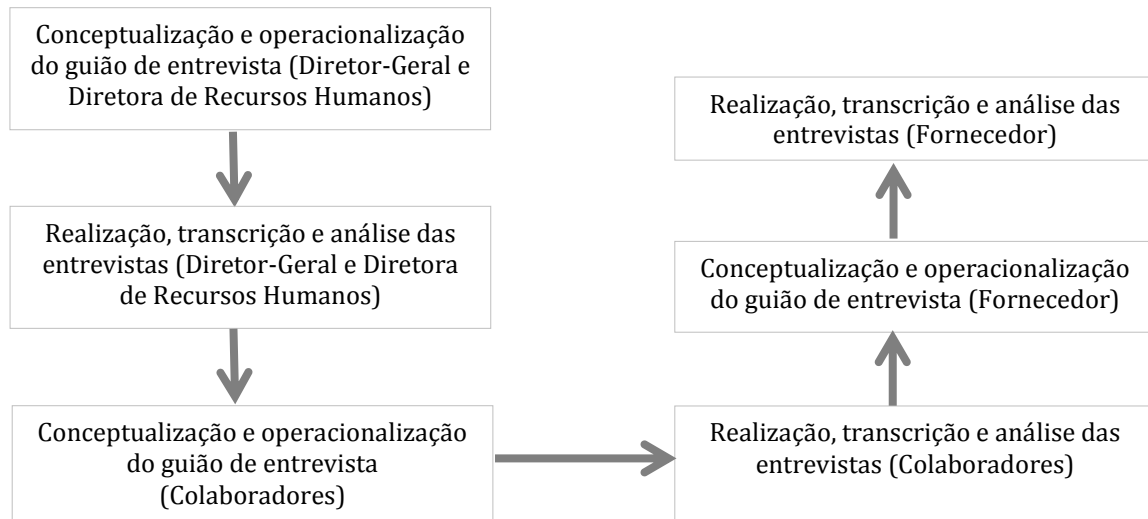 Conceptualização e operacionalização
do guião de entrevista (Diretor-Geral e
Diretora de Recursos Humanos)
Realização, transcrição e análise das
entrevistas (Diretor-Geral e Diretora
de Recursos Humanos)
Conceptualização e operacionalização
do guião de entrevista
(Colaboradores)
Realização, transcrição e análise das
entrevistas (Colaboradores)
Conceptualização e operacionalização
do guião de entrevista (Fornecedor)
Realização, transcrição e análise das
entrevistas (Fornecedor)